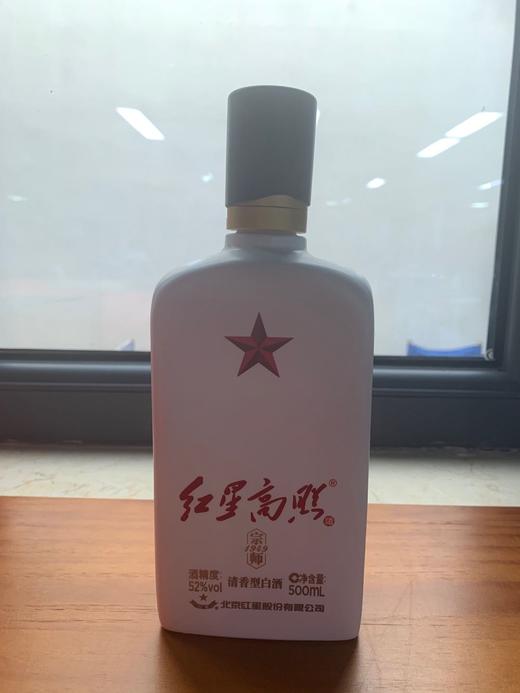 红星高照®
宗师
1949
酒精度:
52%vol
清香型白酒
净含量:
500mL
北京红星股份有限公司